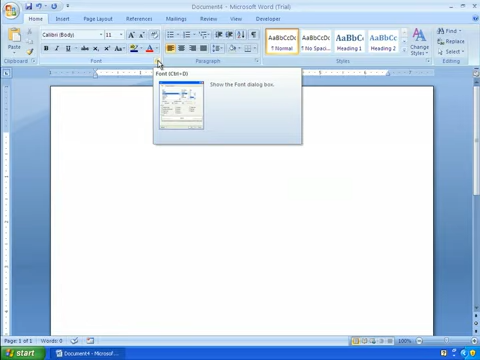 Document4 - Microsoft Word (Trial)
Home Insert Page Layout References Mailings Review View Developer
Paste
Calibri (Body) 11
AaBbCcDc AaBbCcDc AaBbC AaBbCc
¶ Normal ¶ No Spaci... Heading 1 Heading 2
Change Styles
Find
Replace
Select
Clipboard Font Paragraph Styles Editing
Font (Ctrl+D)
Show the Font dialog box.
Page: 1 of 1 Words: 0 100%
start Document4 - Microsof...